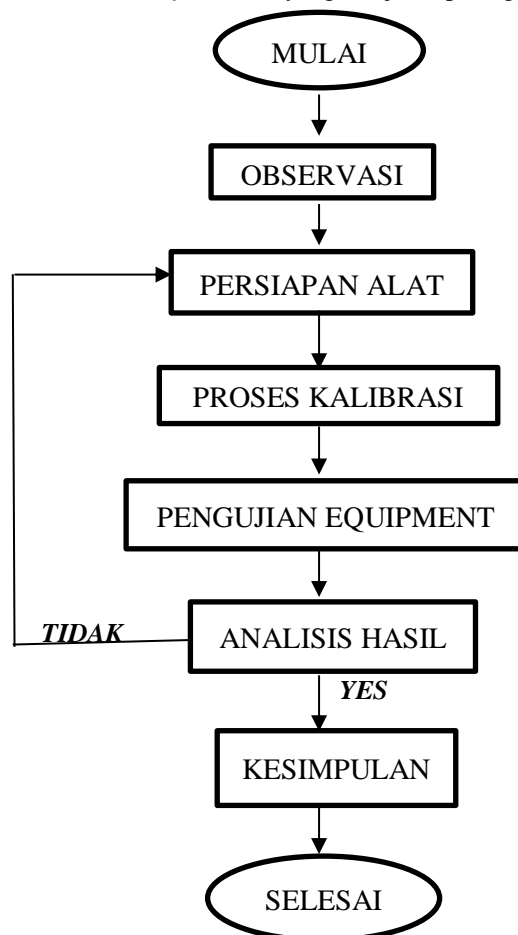 MULAI
OBSERVASI
PERSIAPAN ALAT
PROSES KALIBRASI
PENGUJIAN EQUIPMENT
TIDAK
ANALISIS HASIL
YES
KESIMPULAN
SELESAI